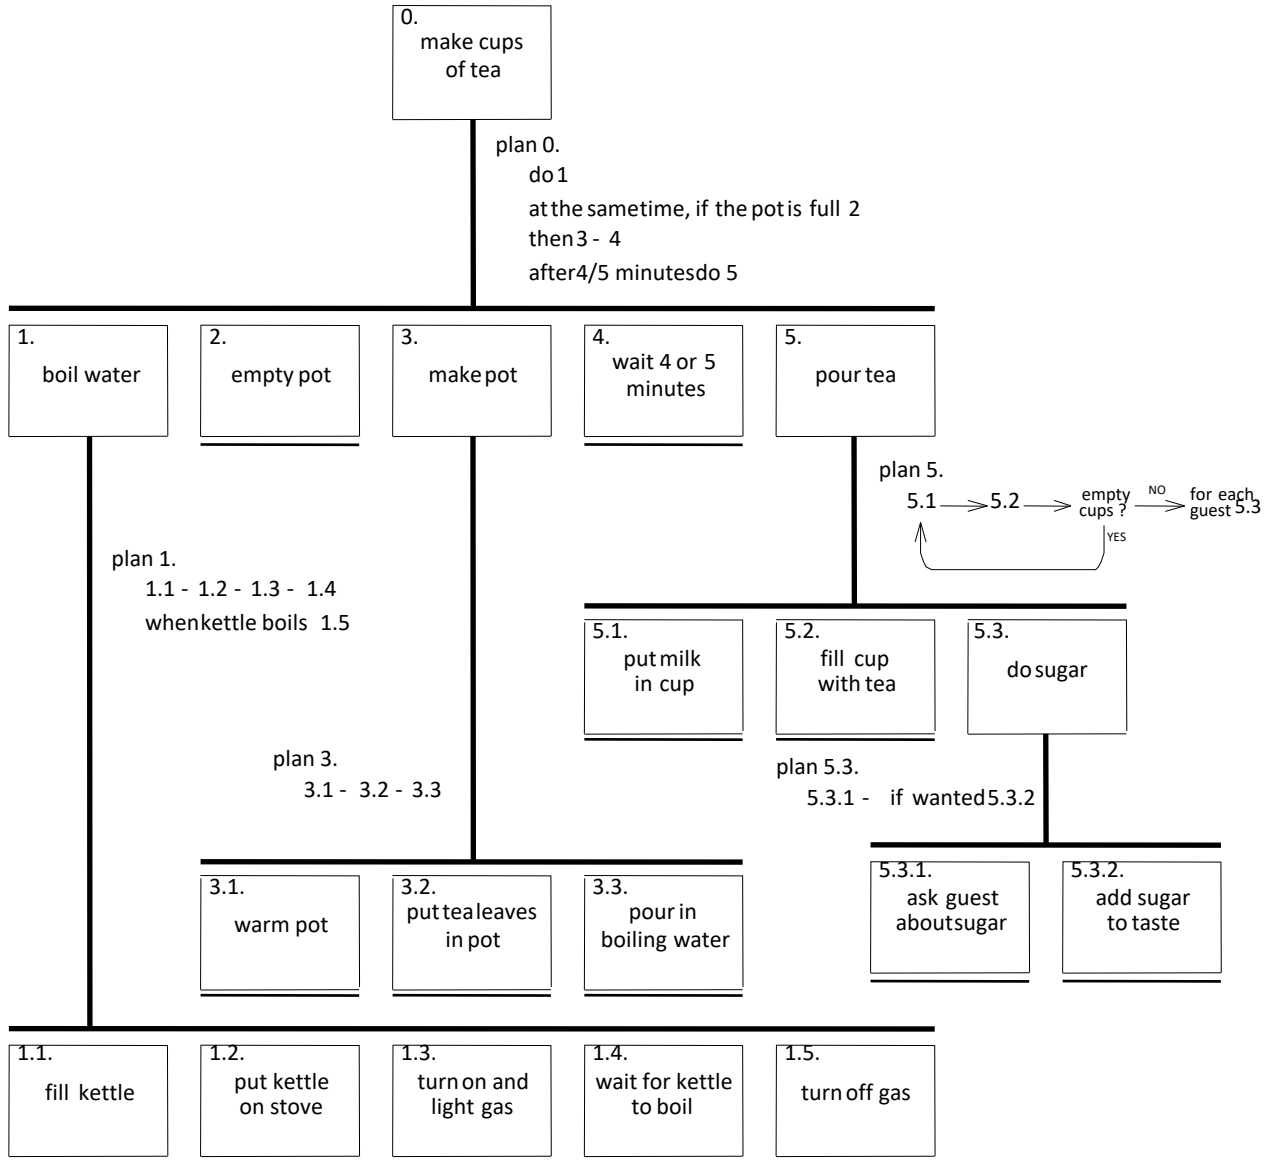 0.
make cups
of tea
plan 0.
do 1
at the sametime, if the pot is full 2
then 3 - 4
after 4/5 minutes do 5
1.
boil water
2.
empty pot
3.
make pot
4.
wait 4 or 5
minutes
5.
pour tea
plan 5.
5.1
5.2
empty
cups ?
NO
for each
guest 5.3
YES
plan 1.
1.1 - 1.2 - 1.3 - 1.4
when kettle boils 1.5
5.1.
put milk
in cup
5.2.
fill cup
with tea
5.3.
do sugar
plan 3.
3.1 - 3.2 - 3.3
plan 5.3.
5.3.1 - if wanted 5.3.2
3.1.
warm pot
3.2.
put tea leaves
in pot
3.3.
pour in
boiling water
5.3.1.
ask guest
about sugar
5.3.2.
add sugar
to taste
1.1.
fill kettle
1.2.
put kettle
on stove
1.3.
turn on and
light gas
1.4.
wait for kettle
to boil
1.5.
turn off gas